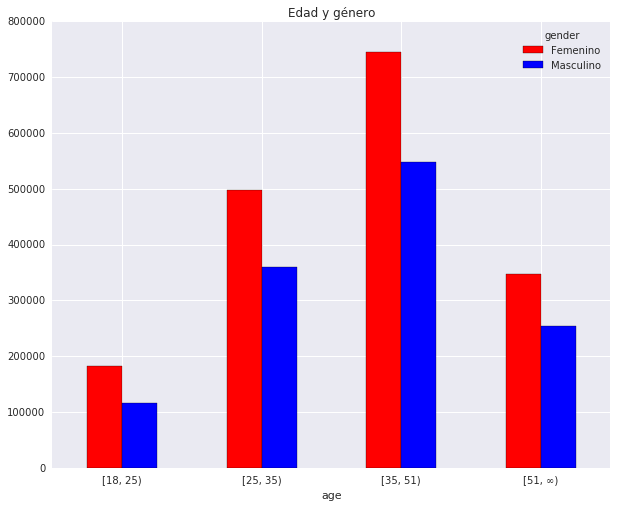 Edad y género
gender
Femenino
Masculino
800000
700000
600000
500000
400000
300000
200000
100000
0
[18, 25)
[25, 35)
[35, 51)
[51, ∞)
age